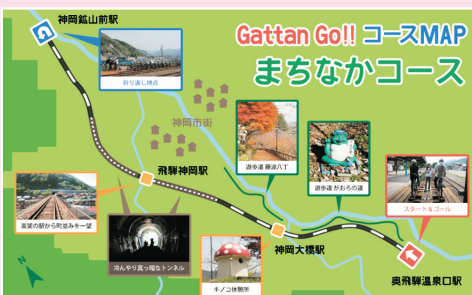 神岡鉱山前駅
Gattan Go!! コースMAP
まちなかコース
折り返し地点
神岡市街
飛騨神岡駅
遊歩道 藤波八丁
遊歩道 がおろの道
スタート＆ゴール
高架の駅から町並みを一望
冷んやり真っ暗なトンネル
キノコ休憩所
神岡大橋駅
奥飛騨温泉口駅
N